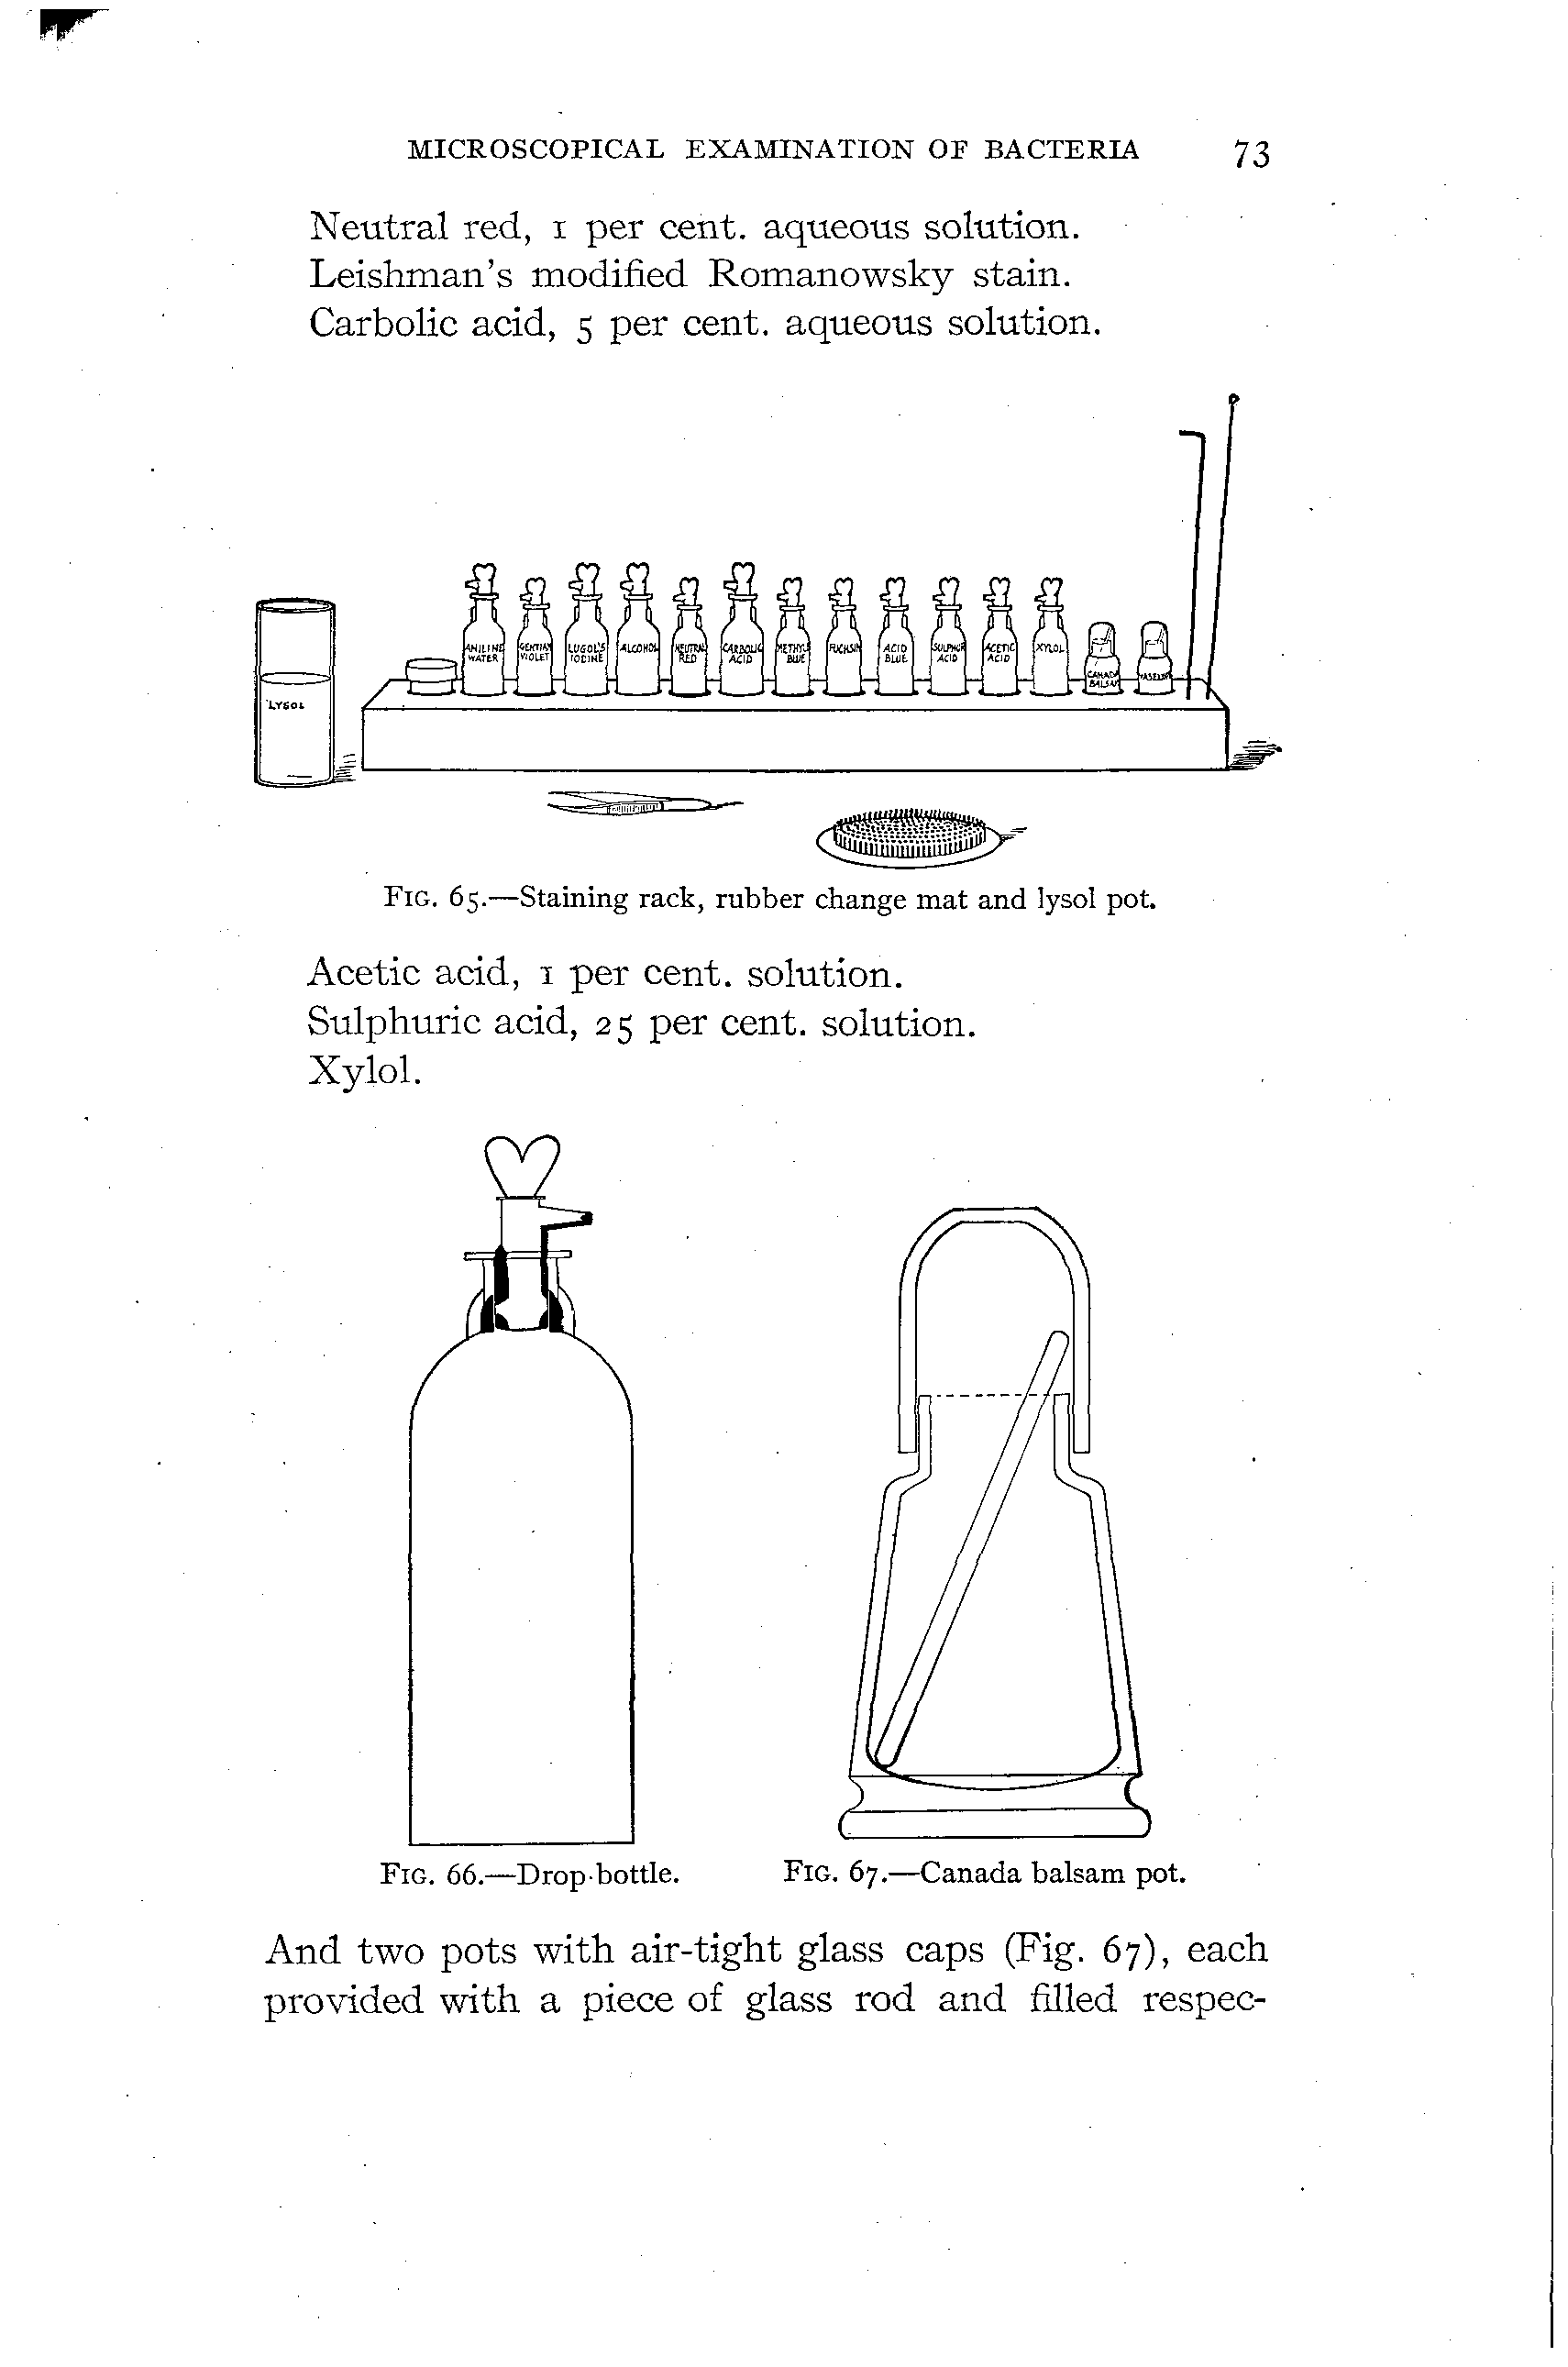 MICROSCOPICAL EXAMINATION OF BACTERIA 73
Neutral red, 1 per cent. aqueous solution.
Leishman's modified Romanowsky stain.
Carbolic acid, 5 per cent. aqueous solution.
ANILINE WATER
GENTIAN VIOLET
LUGOL'S IODINE
ALCOHOL
NEUTRAL RED
CARBOLIC ACID
METHYL BLUE
FUCHSIN
ACID BLUE
SULPHUR ACID
ACETIC ACID
XYLOL
CANADA BALSAM
VASELINE
LYSOL
FIG. 65.—Staining rack, rubber change mat and lysol pot.
Acetic acid, 1 per cent. solution.
Sulphuric acid, 25 per cent. solution.
Xylol.
FIG. 66.—Drop-bottle.
FIG. 67.—Canada balsam pot.
And two pots with air-tight glass caps (Fig. 67), each
provided with a piece of glass rod and filled respec-